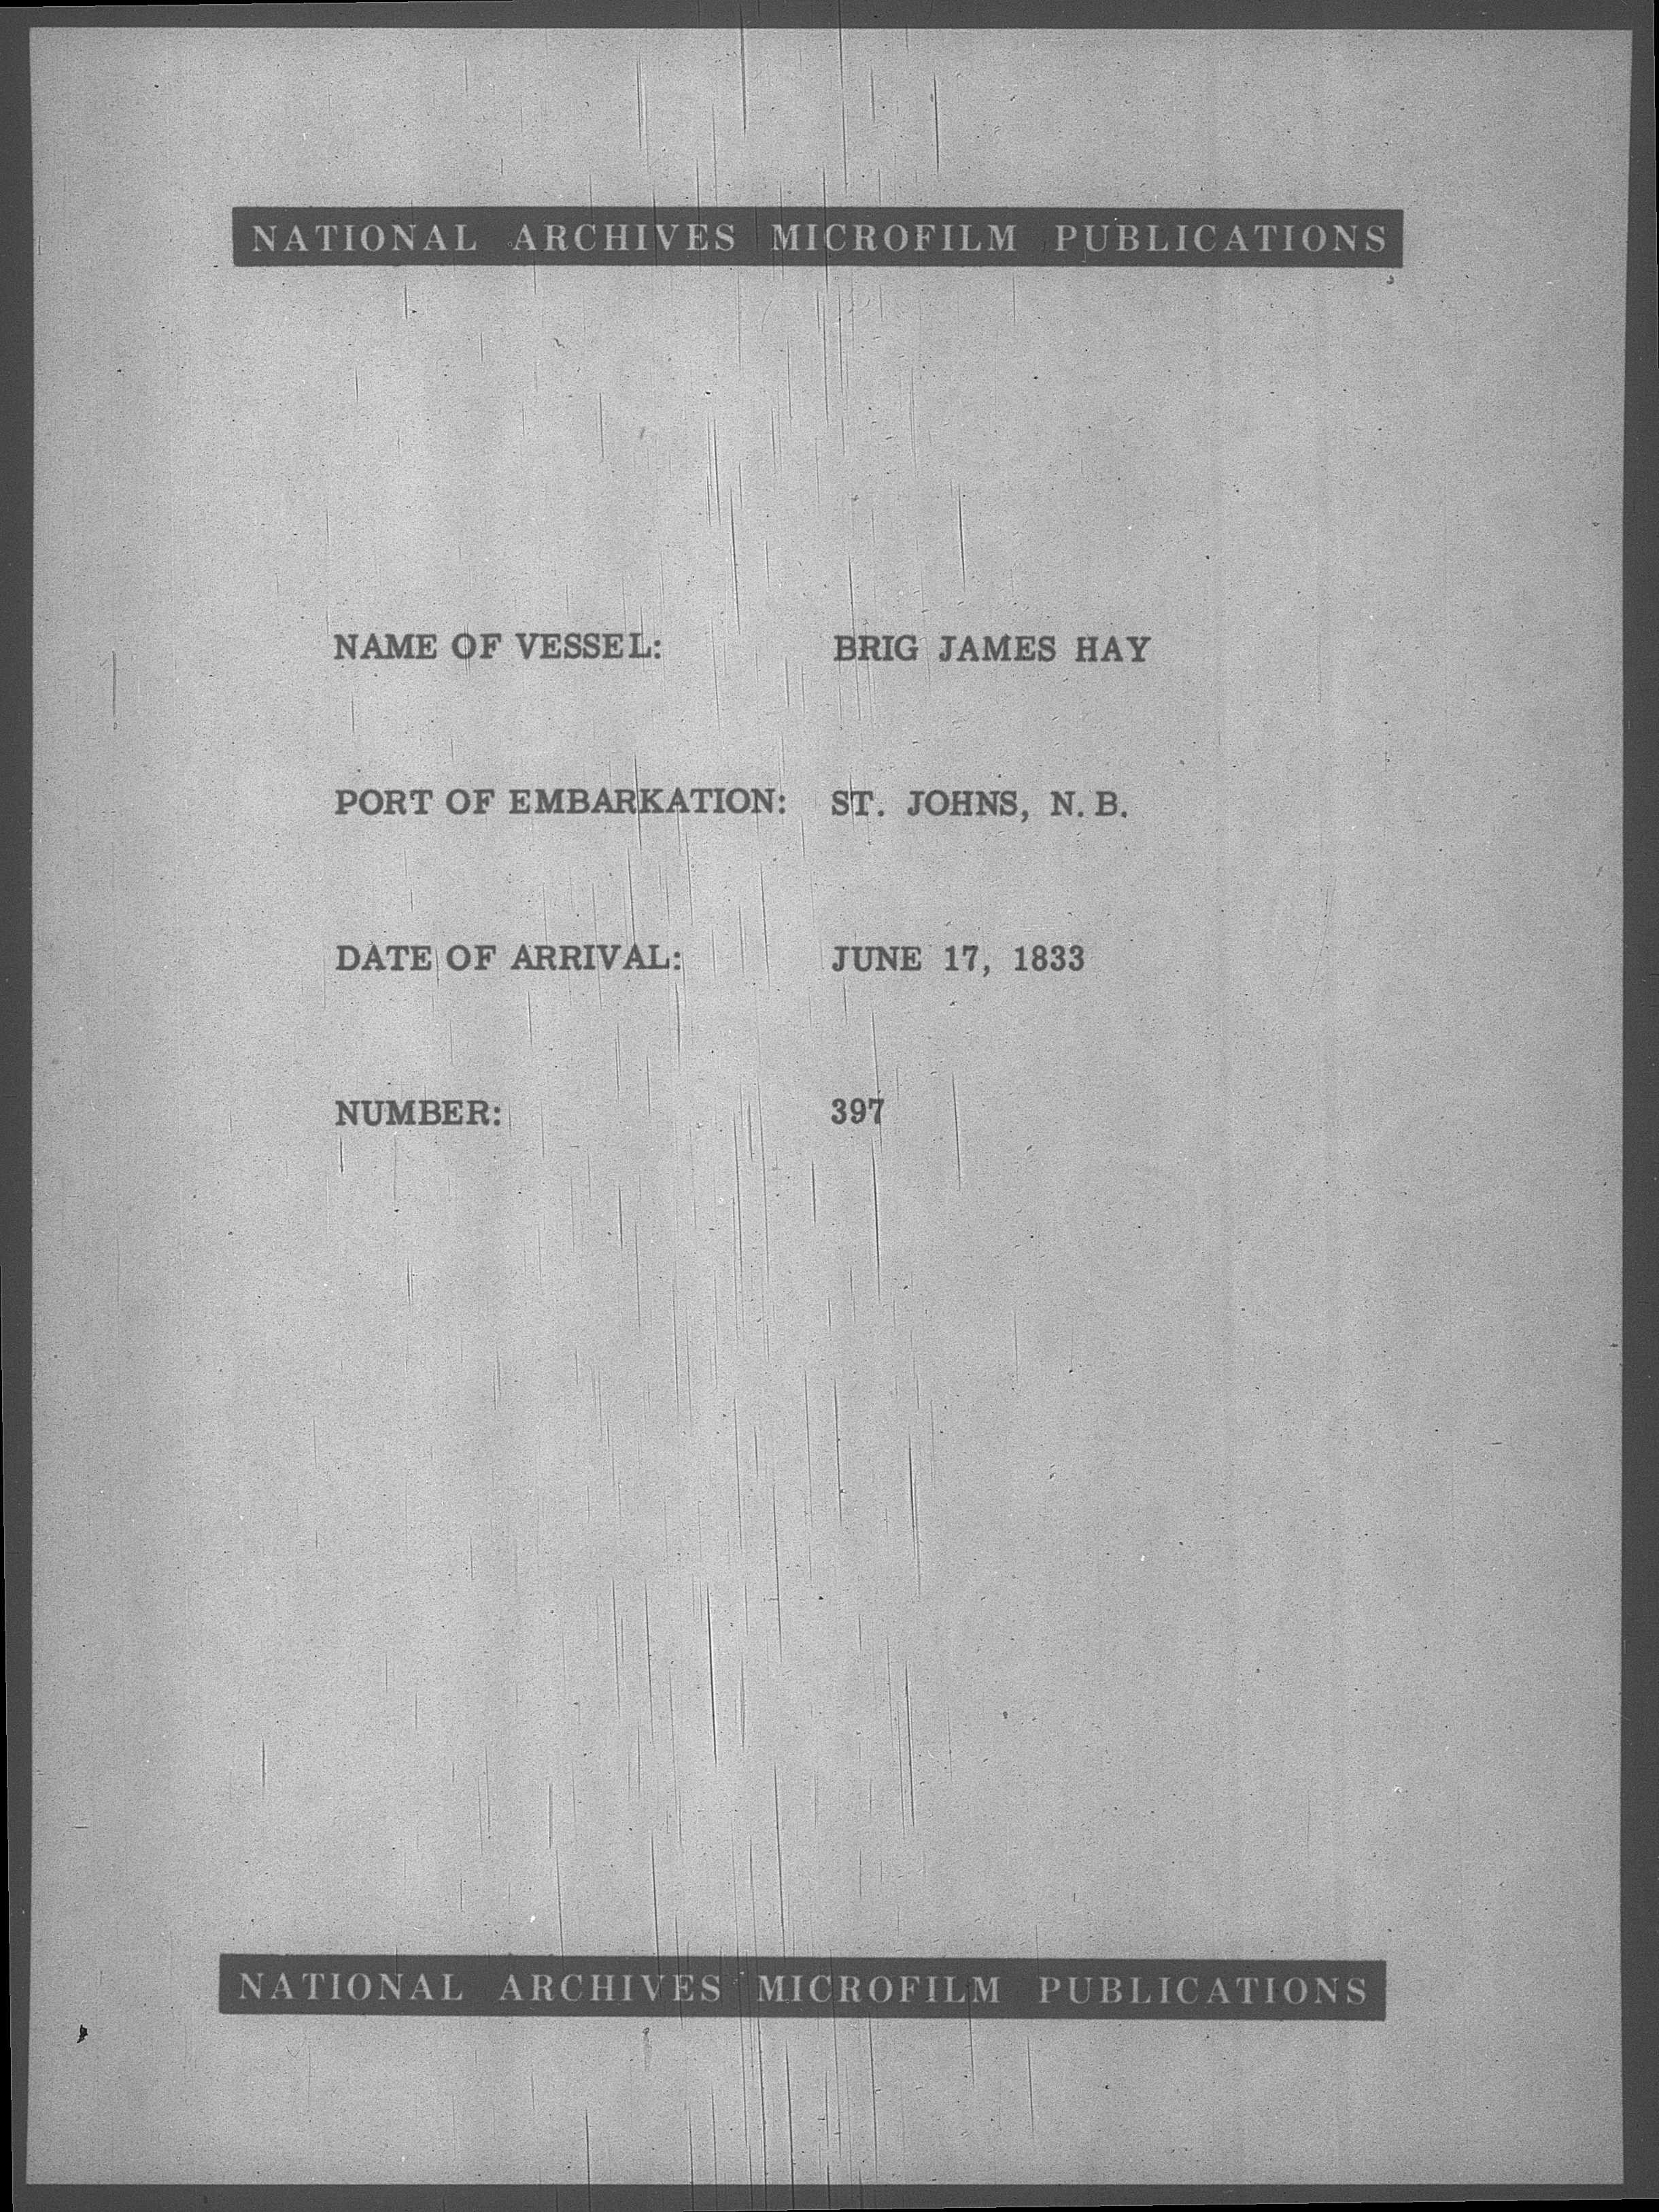 NATIONAL ARCHIVES MICROFILM PUBLICATIONS
NAME OF VESSEL: BRIG JAMES HAY
PORT OF EMBARKATION: ST. JOHNS, N. B.
DATE OF ARRIVAL: JUNE 17, 1833
NUMBER: 397
NATIONAL ARCHIVES MICROFILM PUBLICATIONS